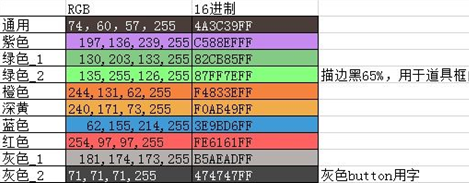 RGB 16进制
通用 74, 60, 57, 255 4A3C39FF
紫色 197,136,239,255 C588EFFF
绿色_1 130,203,133,255 82CB85FF
绿色_2 135,255,126,255 87FF7EFF 描边黑65%，用于道具框
橙色 244,131,62,255 F4833EFF
深黄 240,171,73,255 F0AB49FF
蓝色 62,155,214,255 3E9BD6FF
红色 254,97,97,255 FE6161FF
灰色_1 181,174,173,255 B5AEADFF
灰色_2 71,71,71,255 474747FF 灰色button用字